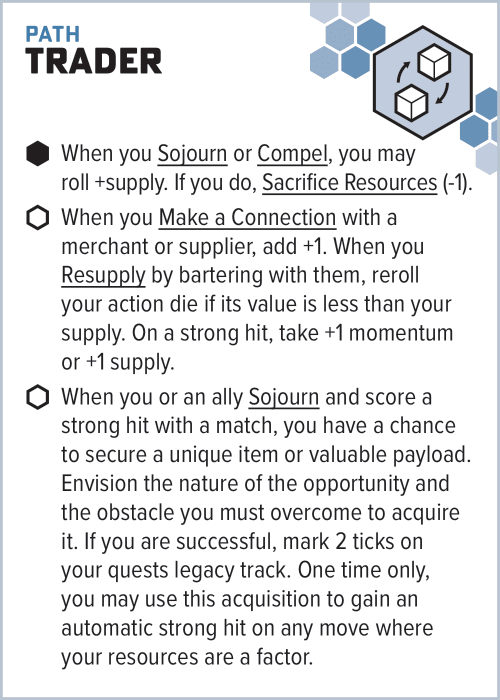 PATH
TRADER
When you Sojourn or Compel, you may
roll +supply. If you do, Sacrifice Resources (-1).
When you Make a Connection with a
merchant or supplier, add +1. When you
Resupply by bartering with them, reroll
your action die if its value is less than your
supply. On a strong hit, take +1 momentum
or +1 supply.
When you or an ally Sojourn and score a
strong hit with a match, you have a chance
to secure a unique item or valuable payload.
Envision the nature of the opportunity and
the obstacle you must overcome to acquire
it. If you are successful, mark 2 ticks on
your quests legacy track. One time only,
you may use this acquisition to gain an
automatic strong hit on any move where
your resources are a factor.